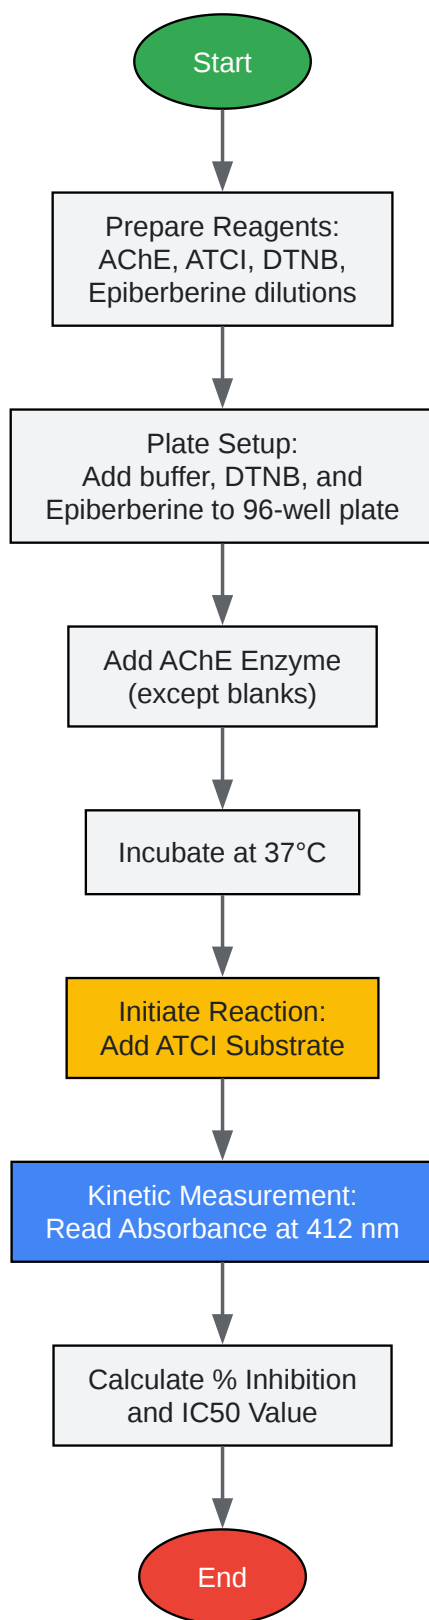 Start
Prepare Reagents:
AChE, ATCI, DTNB,
Epiberberine dilutions
Plate Setup:
Add buffer, DTNB, and
Epiberberine to 96-well plate
Add AChE Enzyme
(except blanks)
Incubate at 37°C
Initiate Reaction:
Add ATCI Substrate
Kinetic Measurement:
Read Absorbance at 412 nm
Calculate % Inhibition
and IC50 Value
End